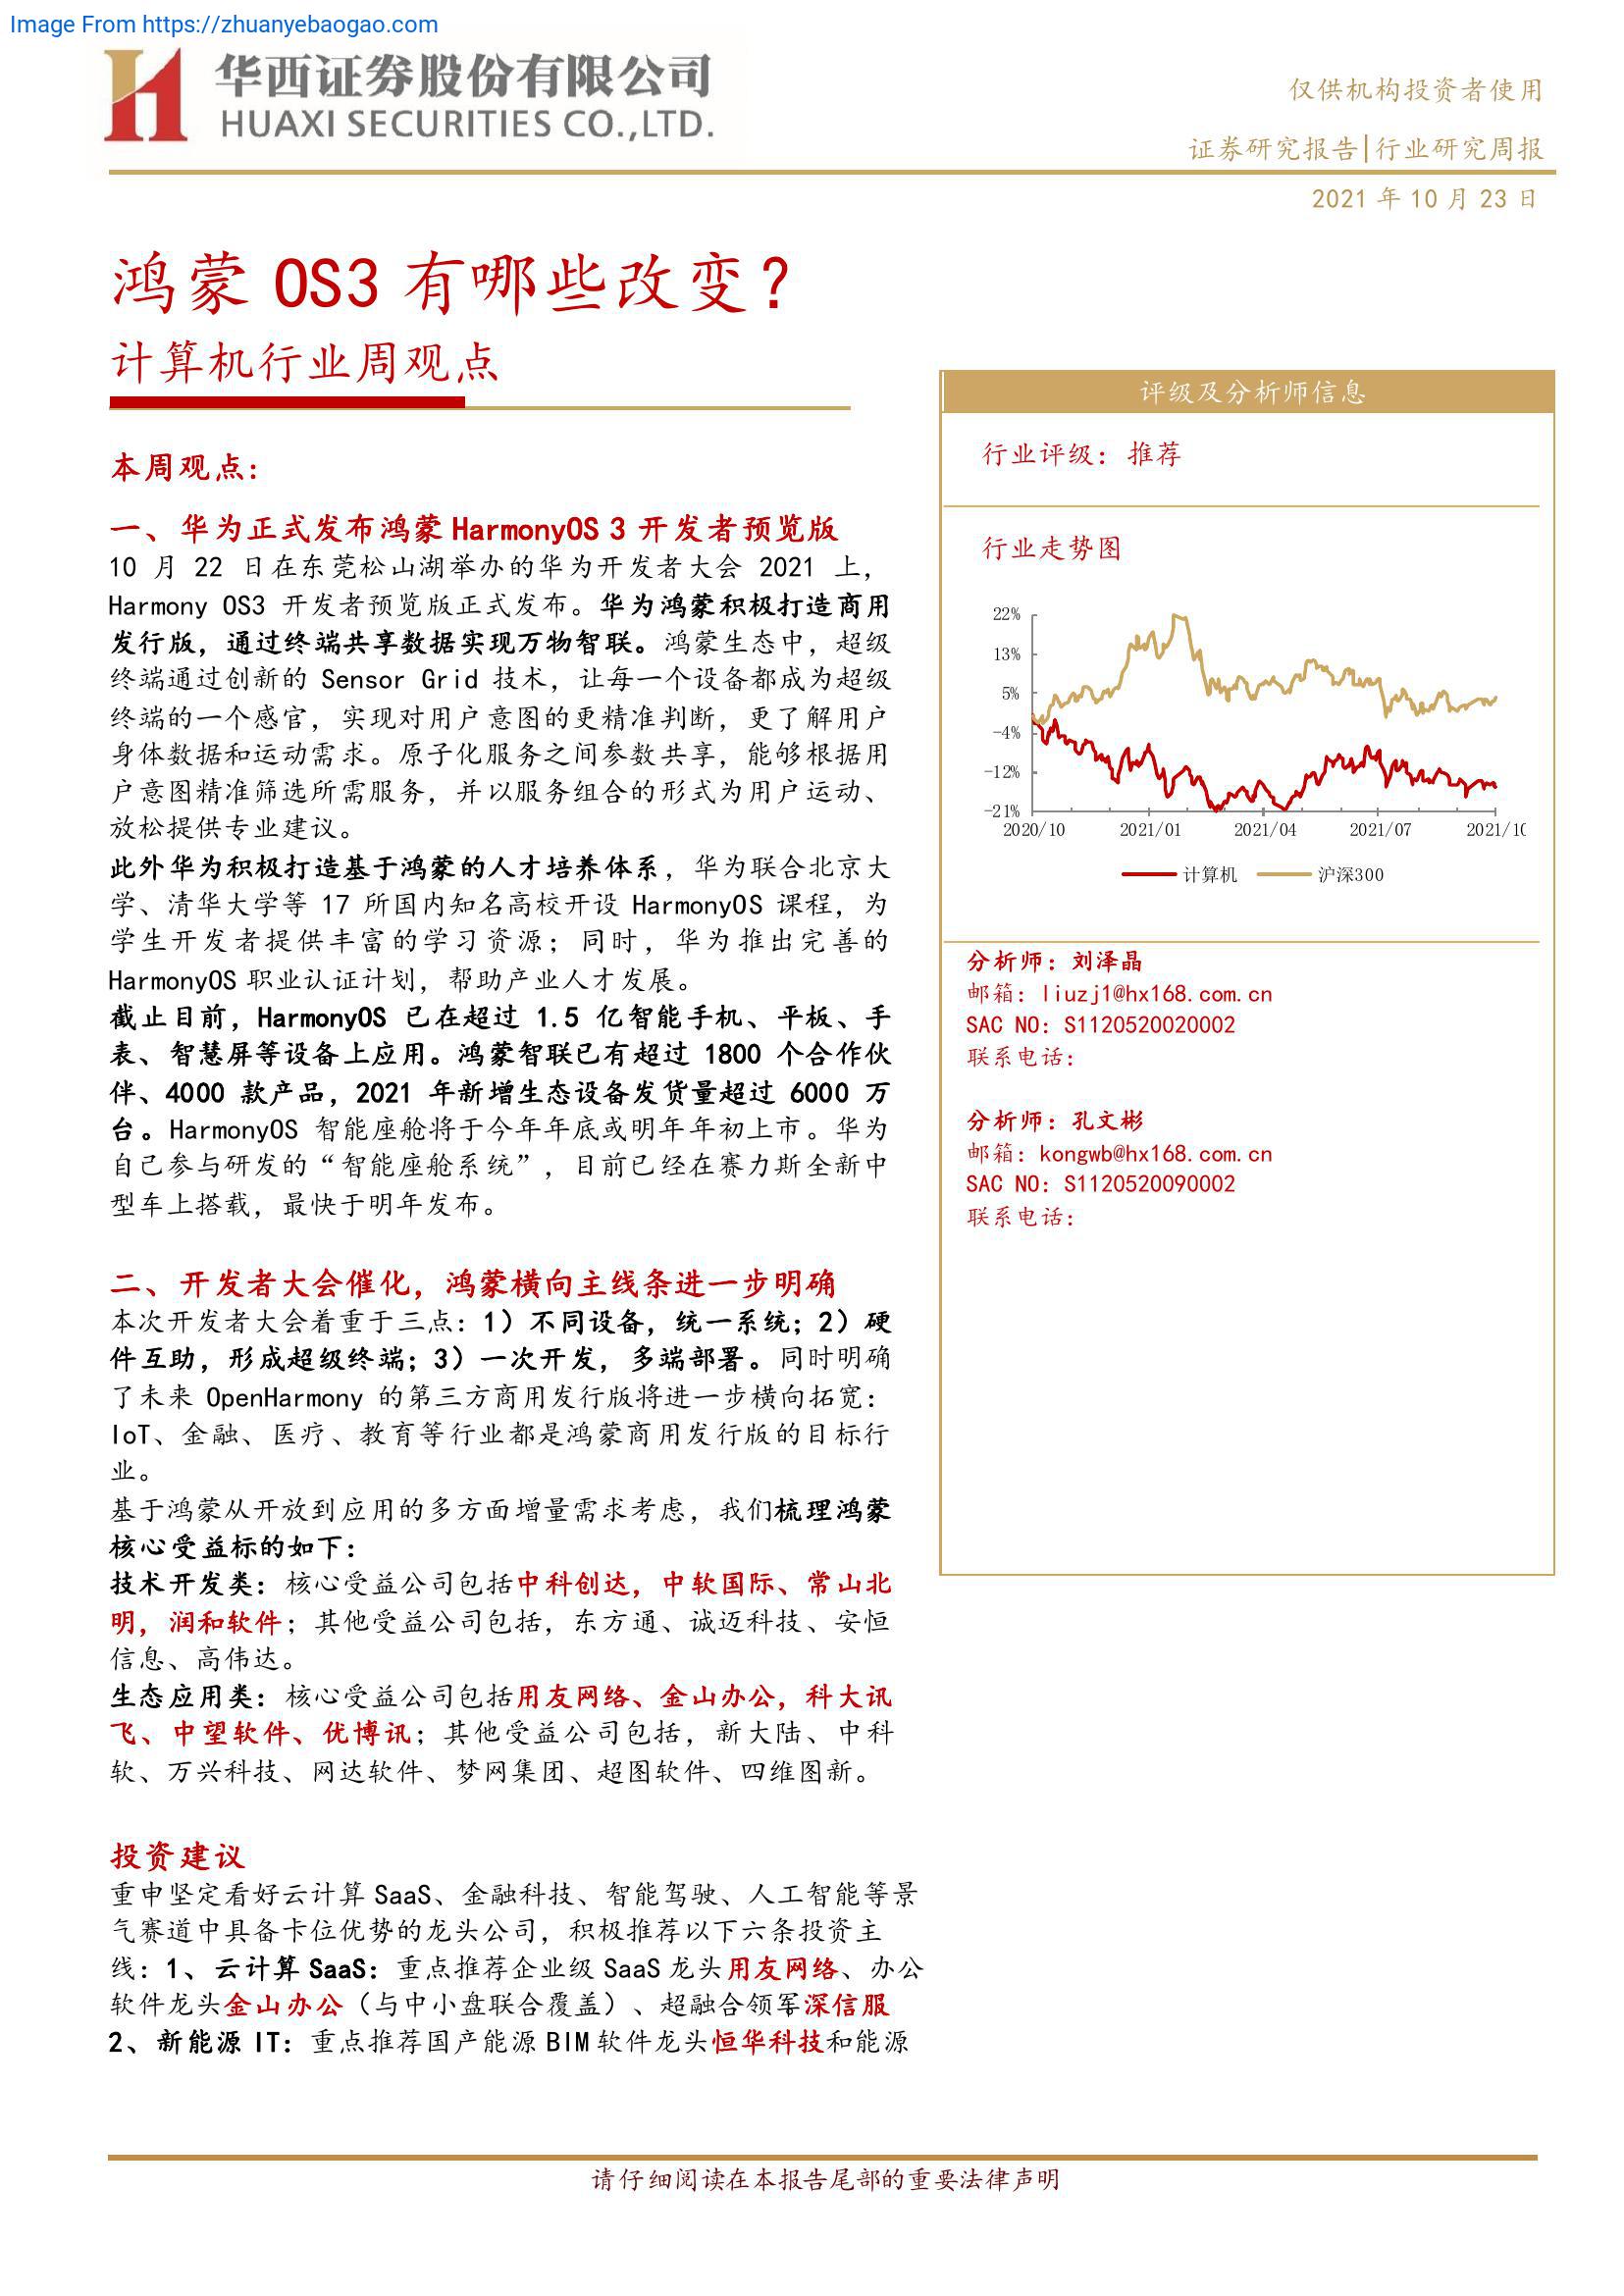 Image From https://zhuanyebaogao.com
华西证券股份有限公司
HUAXI SECURITIES CO.,LTD.
仅供机构投资者使用
证券研究报告|行业研究周报
2021 年 10 月 23 日
鸿蒙 OS3 有哪些改变？
计算机行业周观点
本周观点：
一、华为正式发布鸿蒙 HarmonyOS 3 开发者预览版
10 月 22 日在东莞松山湖举办的华为开发者大会 2021 上，
Harmony OS3 开发者预览版正式发布。华为鸿蒙积极打造商用
发行版，通过终端共享数据实现万物智联。鸿蒙生态中，超级
终端通过创新的 Sensor Grid 技术，让每一个设备都成为超级
终端的一个感官，实现对用户意图的更精准判断，更了解用户
身体数据和运动需求。原子化服务之间参数共享，能够根据用
户意图精准筛选所需服务，并以服务组合的形式为用户运动、
放松提供专业建议。
此外华为积极打造基于鸿蒙的人才培养体系，华为联合北京大
学、清华大学等 17 所国内知名高校开设 HarmonyOS 课程，为
学生开发者提供丰富的学习资源；同时，华为推出完善的
HarmonyOS 职业认证计划，帮助产业人才发展。
截止目前，HarmonyOS 已在超过 1.5 亿智能手机、平板、手
表、智慧屏等设备上应用。鸿蒙智联已有超过 1800 个合作伙
伴、4000 款产品，2021 年新增生态设备发货量超过 6000 万
台。HarmonyOS 智能座舱将于今年年底或明年年初上市。华为
自己参与研发的“智能座舱系统”，目前已经在赛力斯全新中
型车上搭载，最快于明年发布。
二、开发者大会催化，鸿蒙横向主线条进一步明确
本次开发者大会着重于三点：1）不同设备，统一系统；2）硬
件互助，形成超级终端；3）一次开发，多端部署。同时明确
了未来 OpenHarmony 的第三方商用发行版将进一步横向拓宽：
IoT、金融、医疗、教育等行业都是鸿蒙商用发行版的目标行
业。
基于鸿蒙从开放到应用的多方面增量需求考虑，我们梳理鸿蒙
核心受益标的如下：
技术开发类：核心受益公司包括中科创达，中软国际、常山北
明，润和软件；其他受益公司包括，东方通、诚迈科技、安恒
信息、高伟达。
生态应用类：核心受益公司包括用友网络、金山办公，科大讯
飞、中望软件、优博讯；其他受益公司包括，新大陆、中科
软、万兴科技、网达软件、梦网集团、超图软件、四维图新。
投资建议
重申坚定看好云计算 SaaS、金融科技、智能驾驶、人工智能等景
气赛道中具备卡位优势的龙头公司，积极推荐以下六条投资主
线：1、云计算 SaaS：重点推荐企业级 SaaS 龙头用友网络、办公
软件龙头金山办公（与中小盘联合覆盖）、超融合领军深信服
2、新能源 IT：重点推荐国产能源 BIM 软件龙头恒华科技和能源
评级及分析师信息
行业评级：推荐
行业走势图
22%
13%
5%
-4%
-12%
-21%
2020/10 2021/01 2021/04 2021/07 2021/10
计算机 沪深300
分析师：刘泽晶
邮箱：liuzj1@hx168.com.cn
SAC NO：S1120520020002
联系电话：
分析师：孔文彬
邮箱：kongwb@hx168.com.cn
SAC NO：S1120520090002
联系电话：
请仔细阅读在本报告尾部的重要法律声明